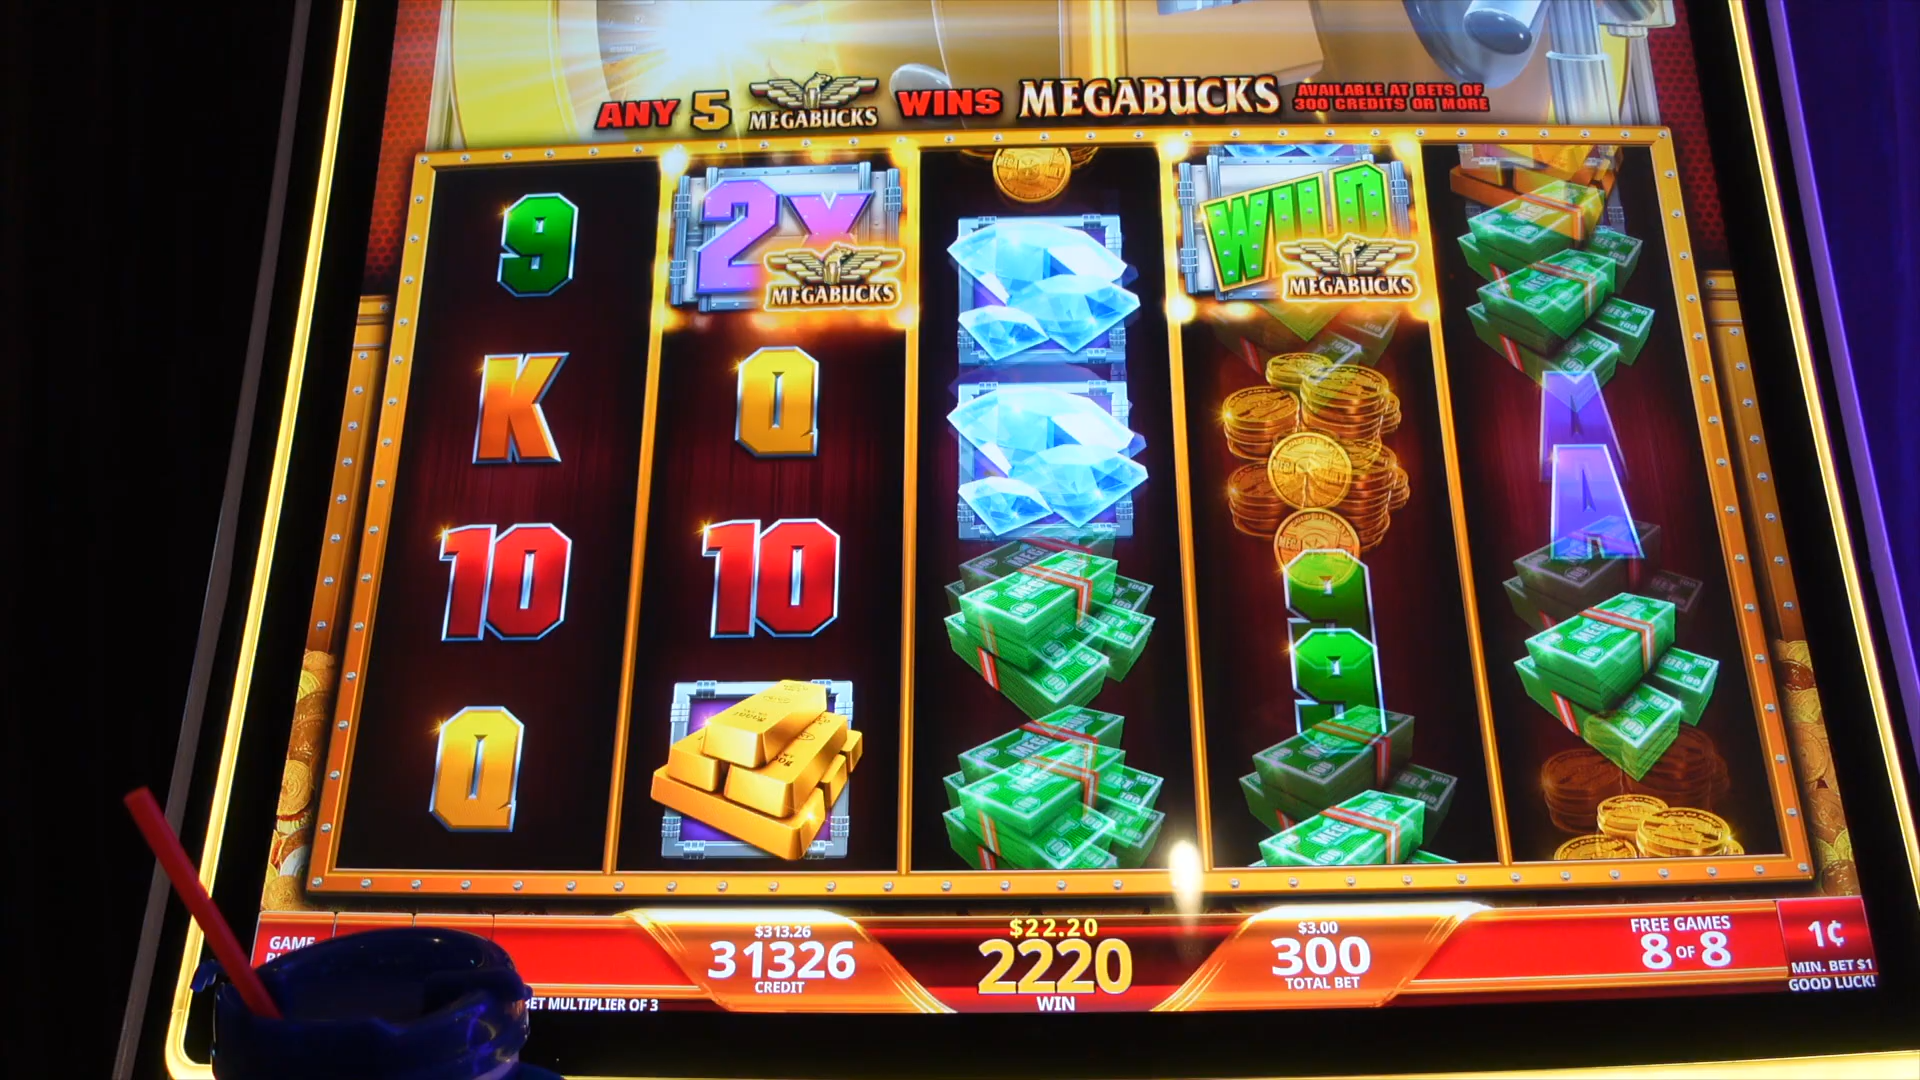 ANY 5 MEGABUCKS WINS MEGABUCKS AVAILABLE AT BETS OF
300 CREDITS OR MORE
9
2X
MEGABUCKS
WILD
MEGABUCKS
K
Q
A
A
10
10
9
9
Q
$313.26
31326
CREDIT
$22.20
2220
WIN
$3.00
300
TOTAL BET
FREE GAMES
8 OF 8
1¢
MIN. BET $1
GOOD LUCK!
GAME
BET MULTIPLIER OF 3